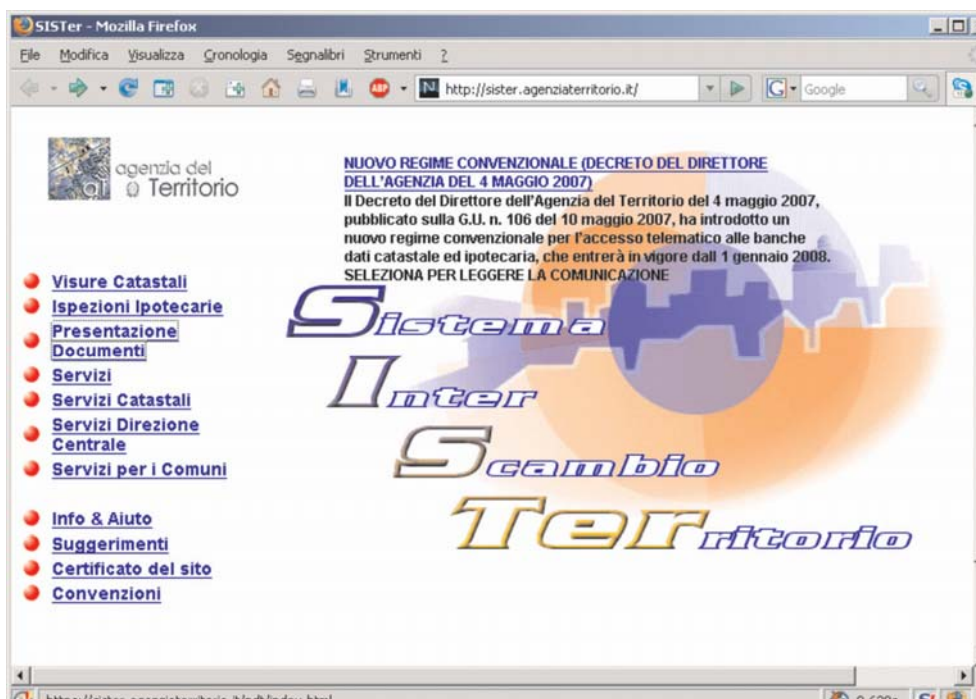 SISTer - Mozilla Firefox
File Modifica Visualizza Cronologia Segnalibri Strumenti ?
ABP N http://sister.agenziaterritorio.it/ G Google
agenzia del
Territorio
NUOVO REGIME CONVENZIONALE (DECRETO DEL DIRETTORE
DELL'AGENZIA DEL 4 MAGGIO 2007)
Il Decreto del Direttore dell'Agenzia del Territorio del 4 maggio 2007,
pubblicato sulla G.U. n. 106 del 10 maggio 2007, ha introdotto un
nuovo regime convenzionale per l'accesso telematico alle banche
dati catastale ed ipotecaria, che entrerà in vigore dall 1 gennaio 2008.
SELEZIONA PER LEGGERE LA COMUNICAZIONE
Visure Catastali
Ispezioni Ipotecarie
Presentazione
Documenti
Servizi
Servizi Catastali
Servizi Direzione
Centrale
Servizi per i Comuni
Info & Aiuto
Suggerimenti
Certificato del sito
Convenzioni
Sistema
Inter
Scambio
TERritorio